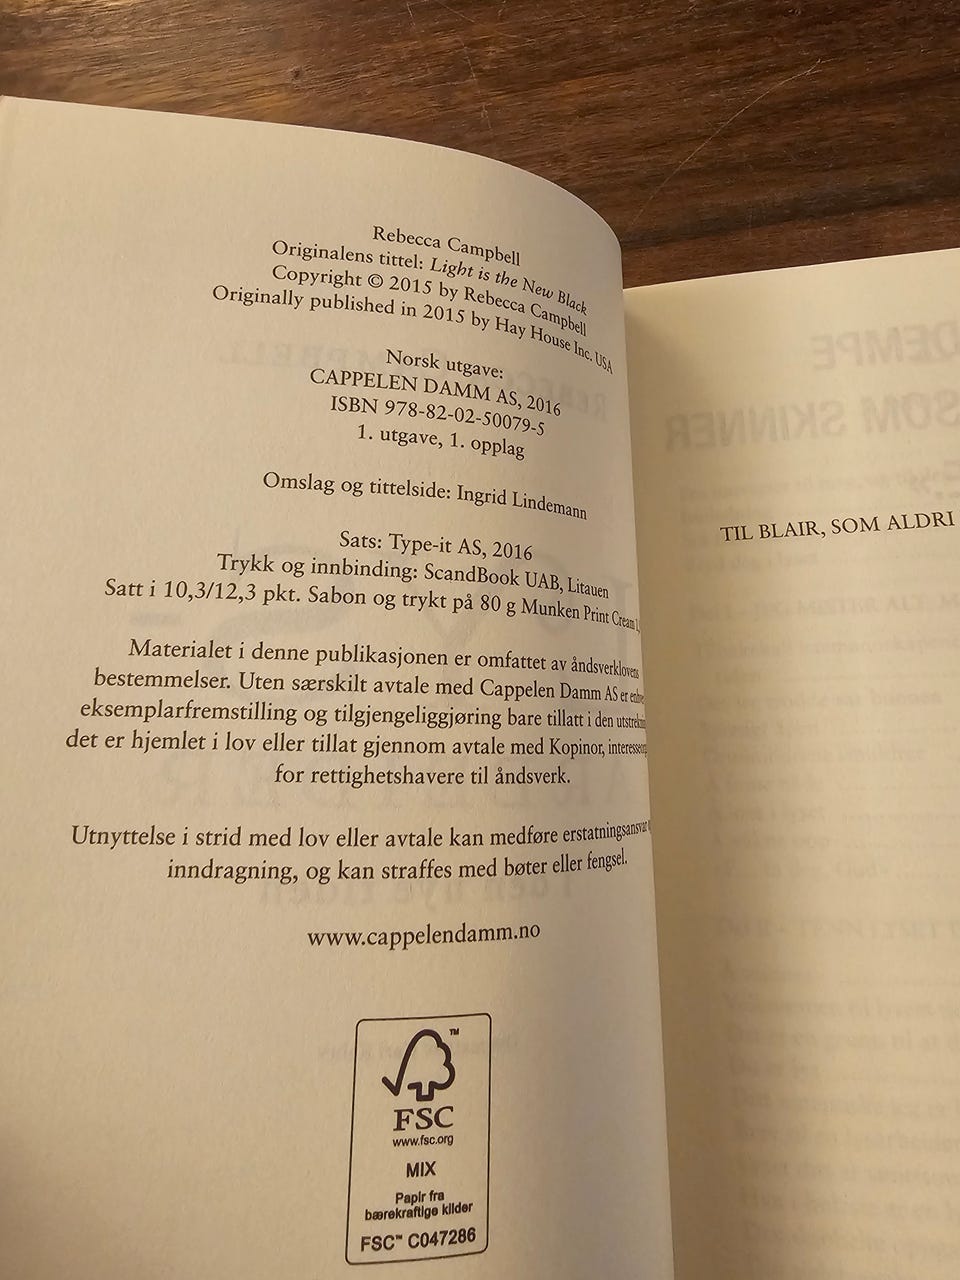 Rebecca Campbell
Originalens tittel: Light is the New Black
Copyright © 2015 by Rebecca Campbell
Originally published in 2015 by Hay House Inc. USA
Norsk utgave:
CAPPELEN DAMM AS, 2016
ISBN 978-82-02-50079-5
1. utgave, 1. opplag
Omslag og tittelside: Ingrid Lindemann
Sats: Type-it AS, 2016
Trykk og innbinding: ScandBook UAB, Litauen
Satt i 10,3/12,3 pkt. Sabon og trykt på 80 g Munken Print Cream
Materialet i denne publikasjonen er omfattet av åndsverklovens
bestemmelser. Uten særskilt avtale med Cappelen Damm AS er
eksemplarfremstilling og tilgjengeliggjøring bare tillatt i den
det er hjemlet i lov eller tillat gjennom avtale med Kopinor,
for rettighetshavere til åndsverk.
Utnyttelse i strid med lov eller avtale kan medføre erstatningsansvar
inndragning, og kan straffes med bøter eller fengsel.
www.cappelendamm.no
FSC™
www.fsc.org
MIX
Papir fra
bærekraftige kilder
FSC™ C047286
DEMPE
SOM SKINNER
TIL BLAIR, SOM ALDRI